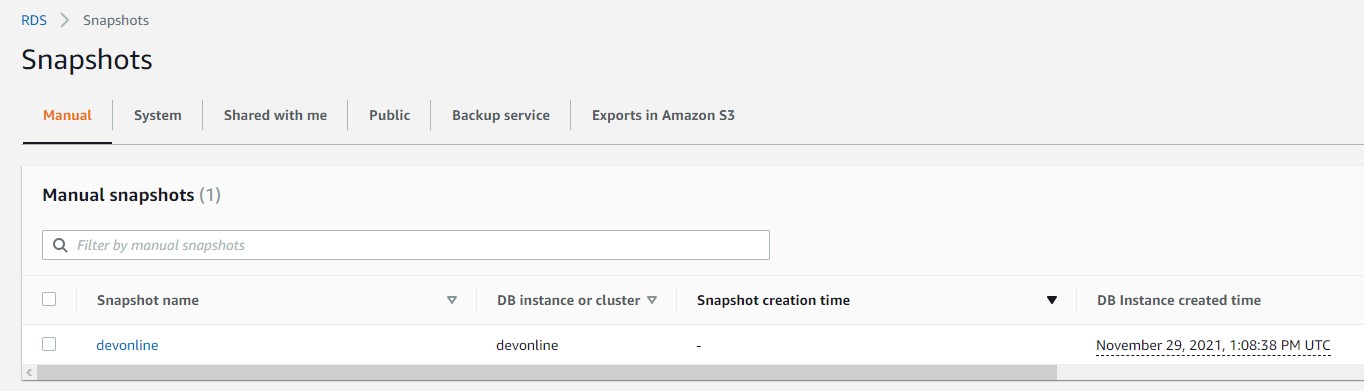 RDS > Snapshots
Snapshots
Manual System Shared with me Public Backup service Exports in Amazon S3
Manual snapshots (1)
Filter by manual snapshots
Snapshot name DB instance or cluster Snapshot creation time DB Instance created time
devonline devonline - November 29, 2021, 1:08:38 PM UTC